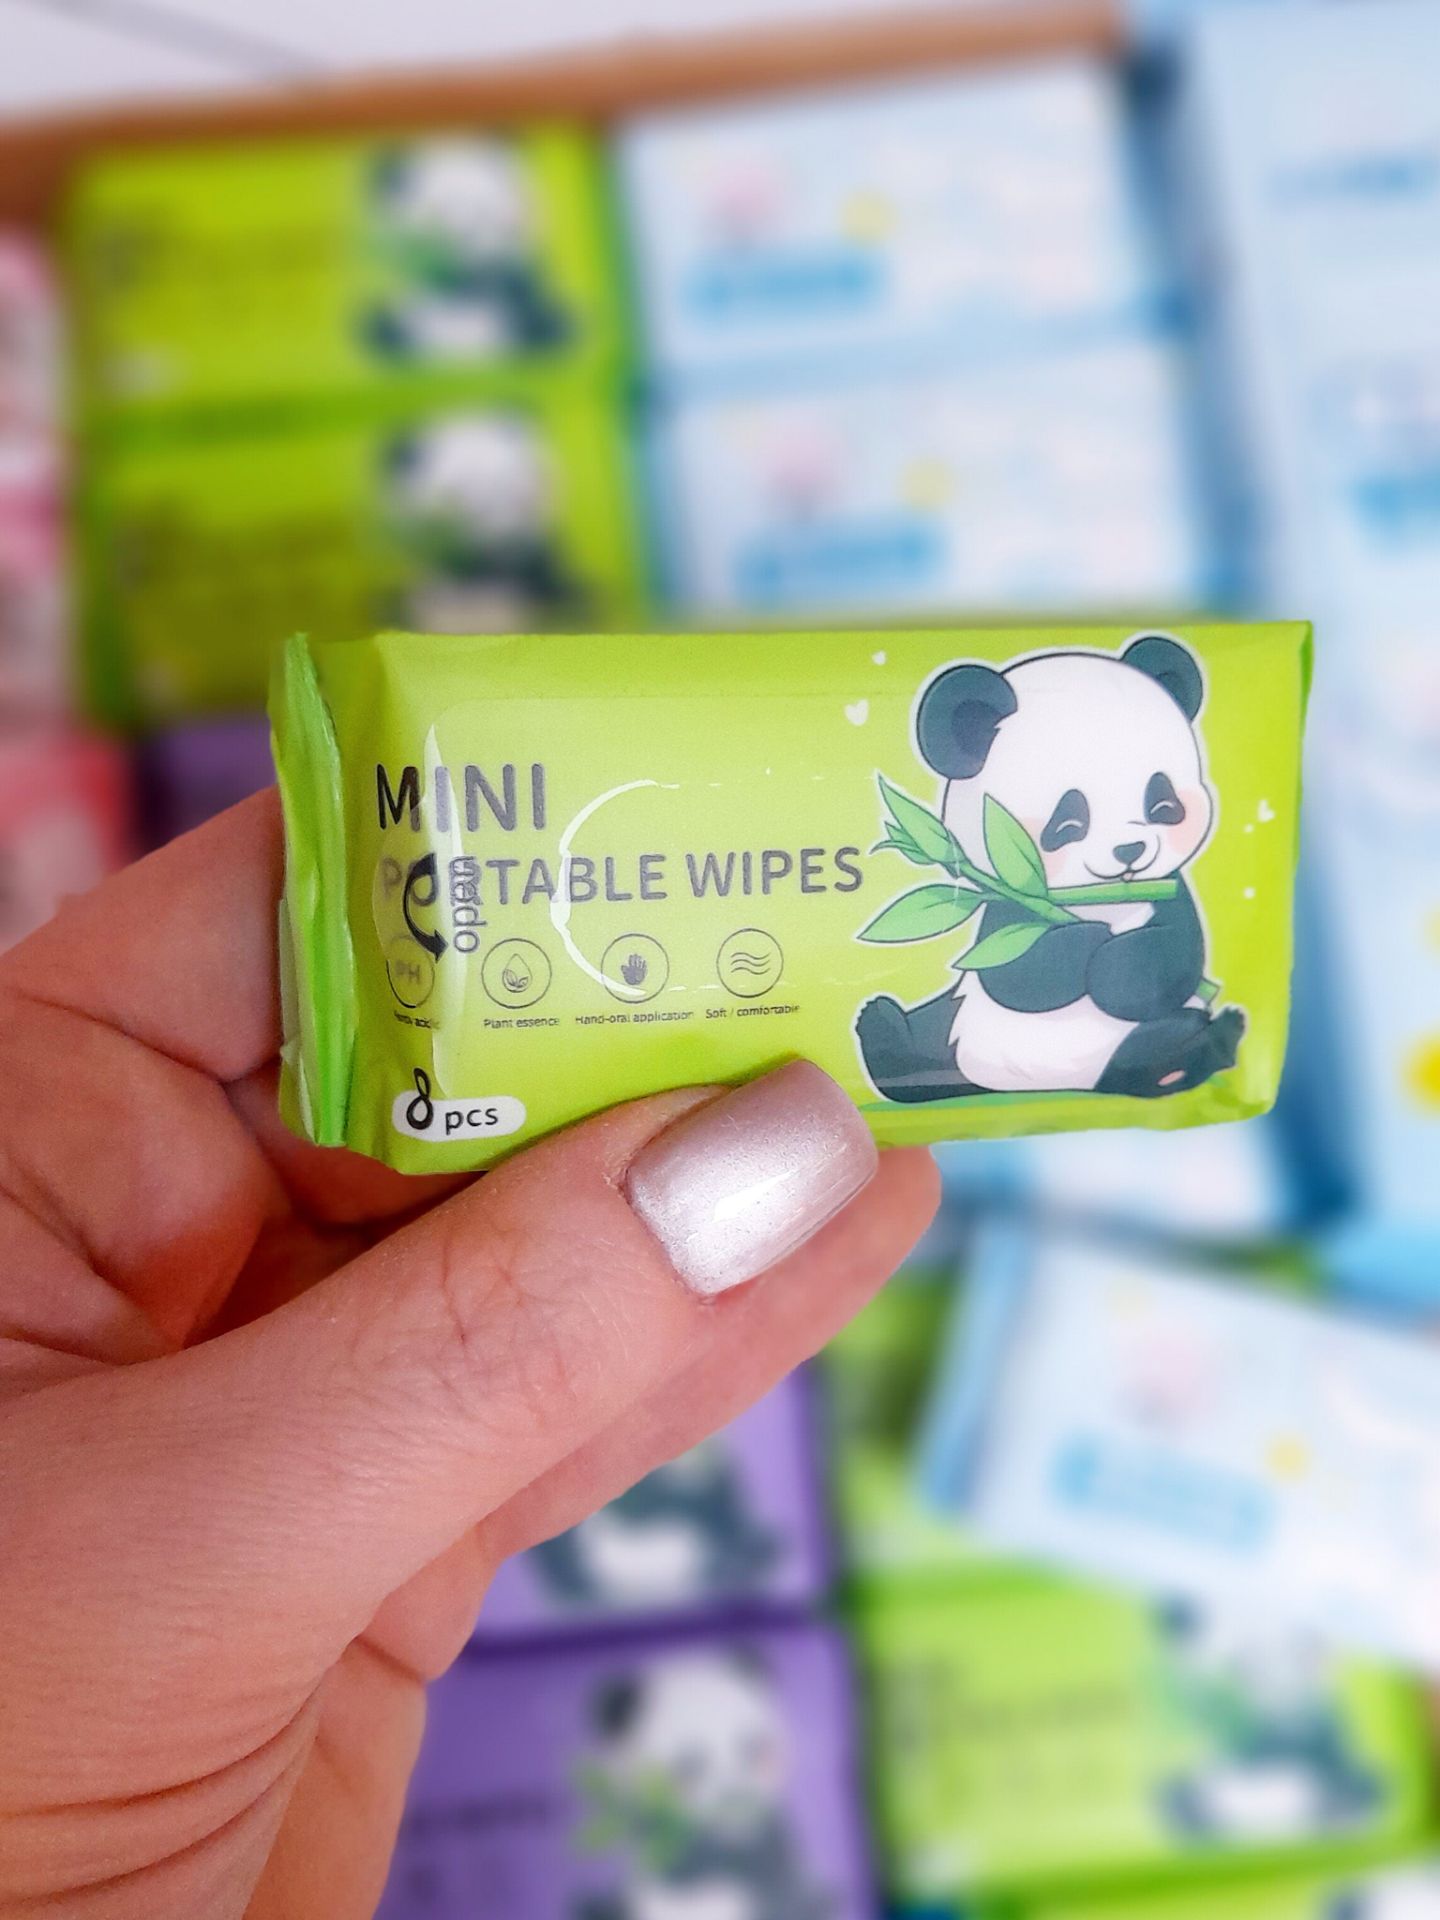 MINI
PORTABLE WIPES
open
PH
Plant essence
Hand-oral application
Soft / comfortable
8 pcs